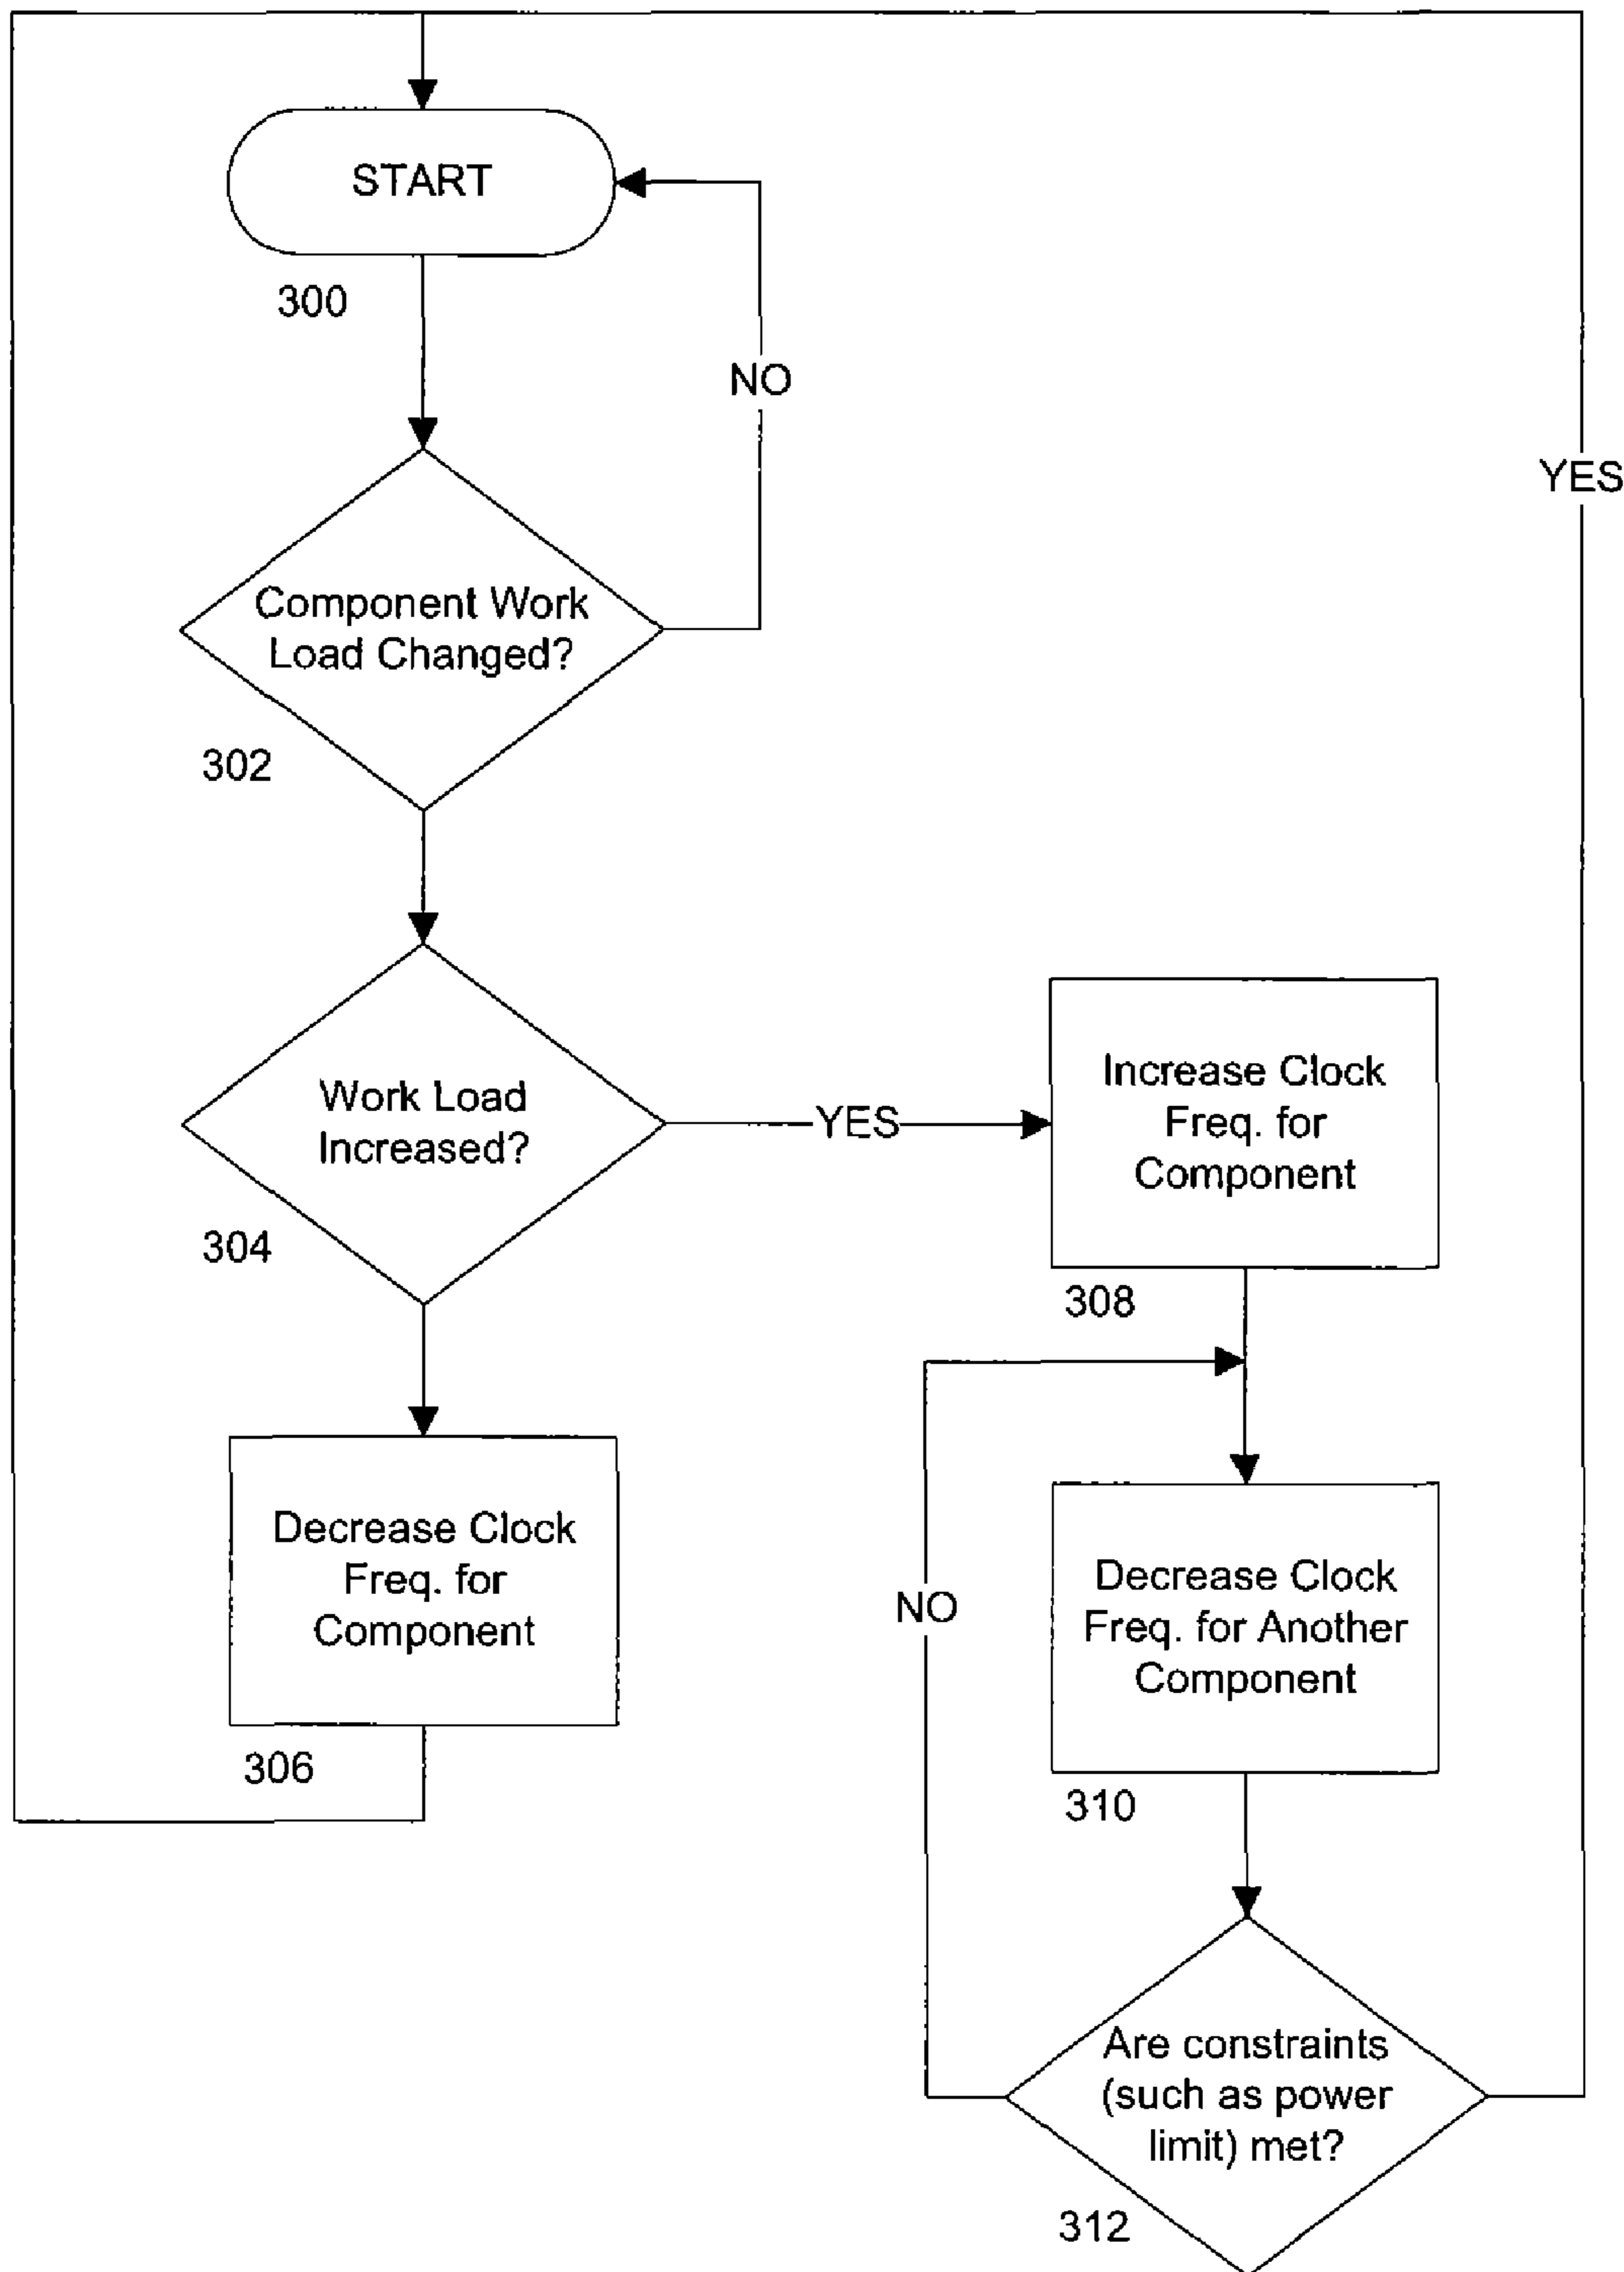 START
300
NO
YES
Component Work
Load Changed?
302
Work Load
Increased?
304
YES
Increase Clock
Freq. for
Component
308
Decrease Clock
Freq. for
Component
306
NO
Decrease Clock
Freq. for Another
Component
310
Are constraints
(such as power
limit) met?
312